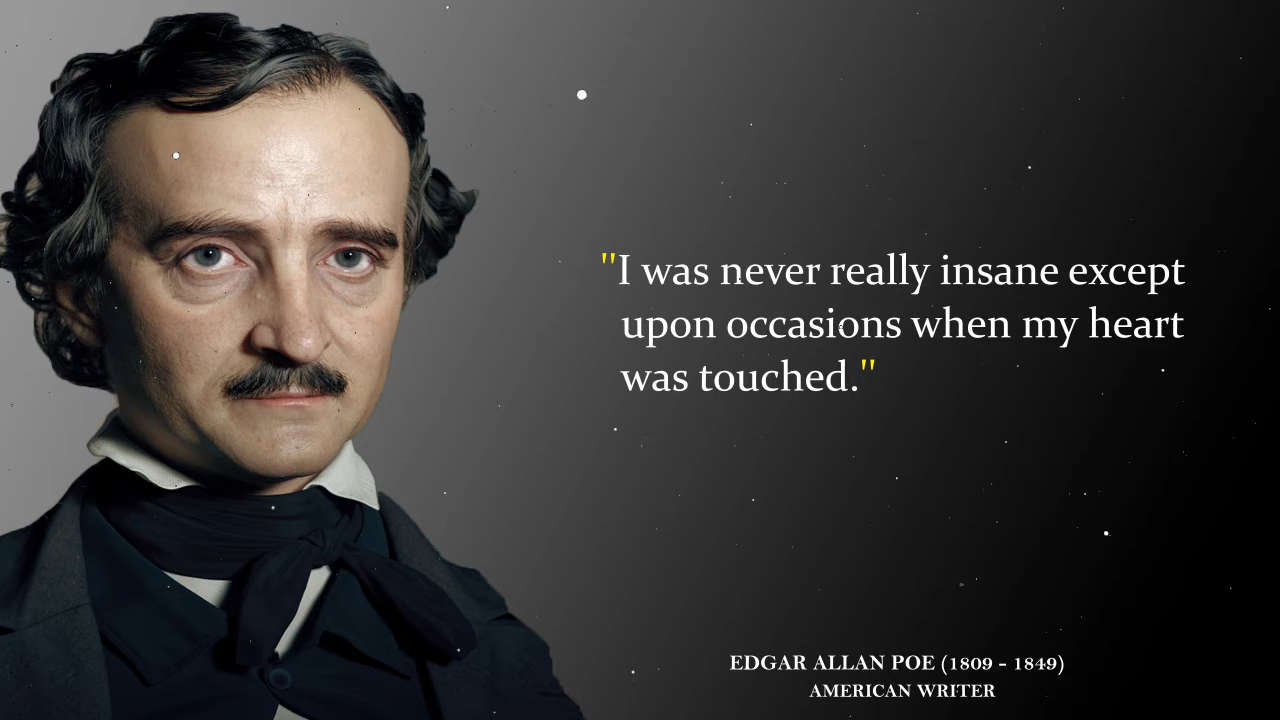 "I was never really insane except
upon occasions when my heart
was touched."
EDGAR ALLAN POE (1809 - 1849)
AMERICAN WRITER